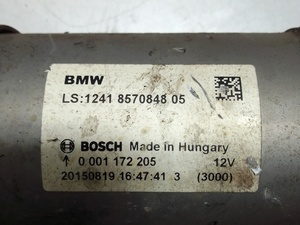 BMW
LS:1241 8570848 05
BOSCH Made in Hungary
↑ 0 001 172 205 12V
20150819 16:47:41 3 (3000)